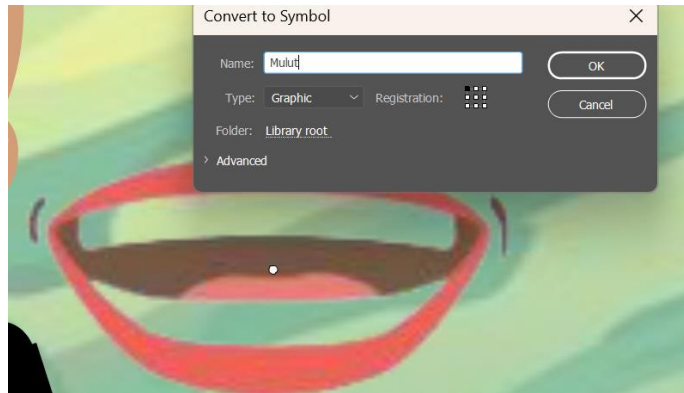 Convert to Symbol
Name: Mulut
OK
Type: Graphic Registration:
Cancel
Folder: Library root
Advanced